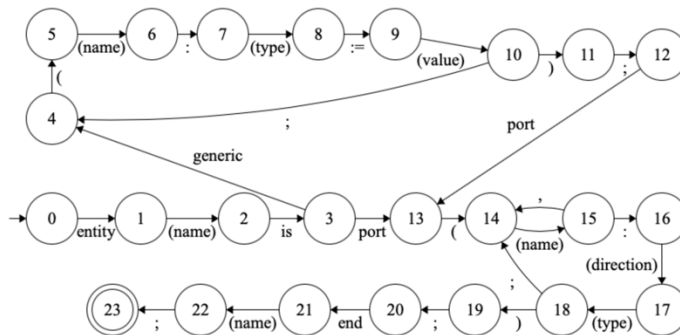 5 (name) 6 : 7 (type) 8 := 9 (value) 10 ) 11 ; 12
(
4 ; port
generic
0 entity 1 (name) 2 is 3 port 13 ( 14 , (name) 15 : 16
; (direction)
23 ; 22 (name) 21 end 20 ; 19 ) 18 (type) 17